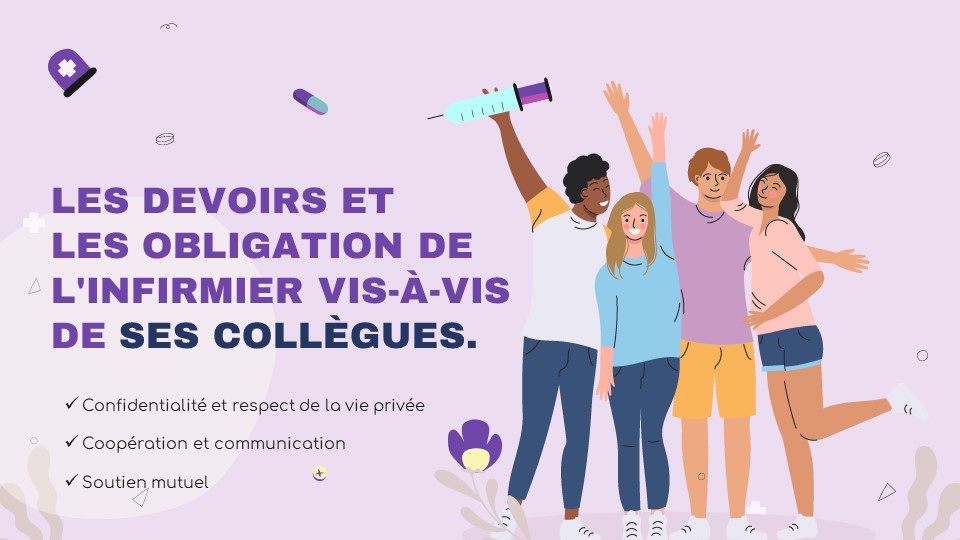 LES DEVOIRS ET
LES OBLIGATION DE
L'INFIRMIER VIS-À-VIS
DE SES COLLÈGUES.
✓ Confidentialité et respect de la vie privée
✓ Coopération et communication
✓ Soutien mutuel